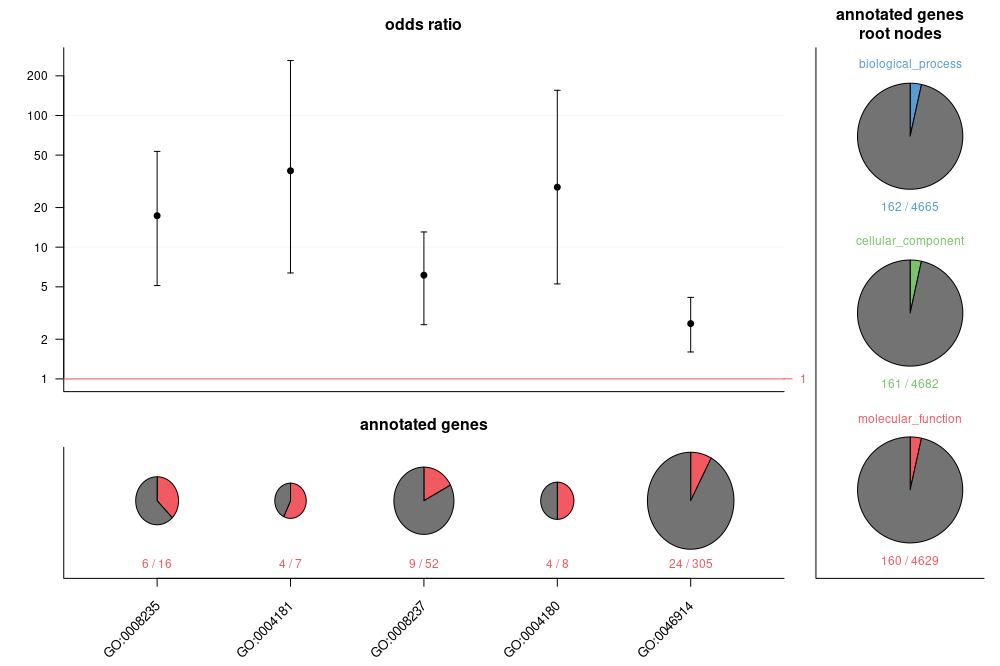 odds ratio
200
100
50
20
10
5
2
1
1
annotated genes
6 / 16
4 / 7
9 / 52
4 / 8
24 / 305
GO:0008235
GO:0004181
GO:0008237
GO:0004180
GO:0046914
annotated genes
root nodes
biological_process
162 / 4665
cellular_component
161 / 4682
molecular_function
160 / 4629